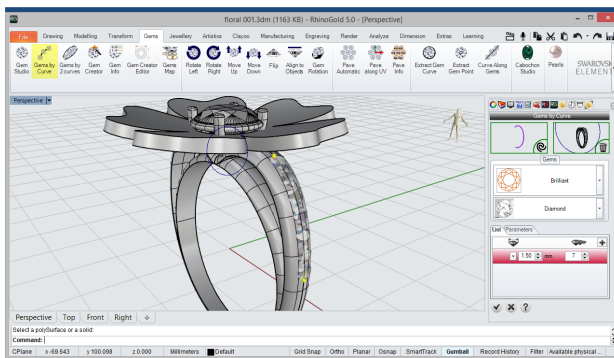 floral 001.3dm (1163 KB) - RhinoGold 5.0 - [Perspective]
File Drawing Modelling Transform Gems Jewellery Artistics Clayoo Manufacturing Engraving Render Analyze Dimension Extras Learning
Gem Studio
Gems by Curve
Gems by 2 curves
Gem Creator
Gem Info
Gem Creator Editor
Gems Map
Rotate Left
Rotate Right
Move Up
Move Down
Flip
Align to Objects
Gem Rotation
Pave Automatic
Pave along UV
Pave Info
Extract Gem Curve
Extract Gem Point
Curve Along Gems
Cabochon Studio
Pearls
SWAROVSK
ELEMENT
Perspective
Gems by Curve
Gems
Brilliant
Diamond
List Parameters
1.50 mm 7
Perspective Top Front Right
Select a polySurface or a solid:
Command:
CPlane x -69.643 y 100.098 z 0.000 Millimeters Default Grid Snap Ortho Planar Osnap SmartTrack Gumball Record History Filter Available physical...